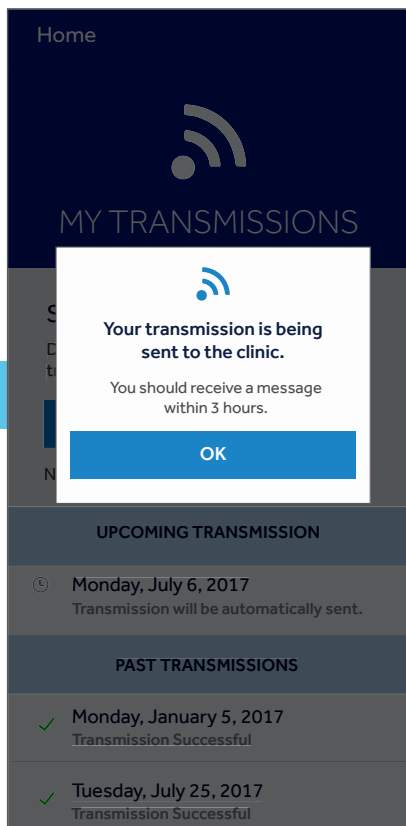 Home
MY TRANSMISSIONS
Your transmission is being
sent to the clinic.
You should receive a message
within 3 hours.
OK
UPCOMING TRANSMISSION
Monday, July 6, 2017
Transmission will be automatically sent.
PAST TRANSMISSIONS
Monday, January 5, 2017
Transmission Successful
Tuesday, July 25, 2017
Transmission Successful